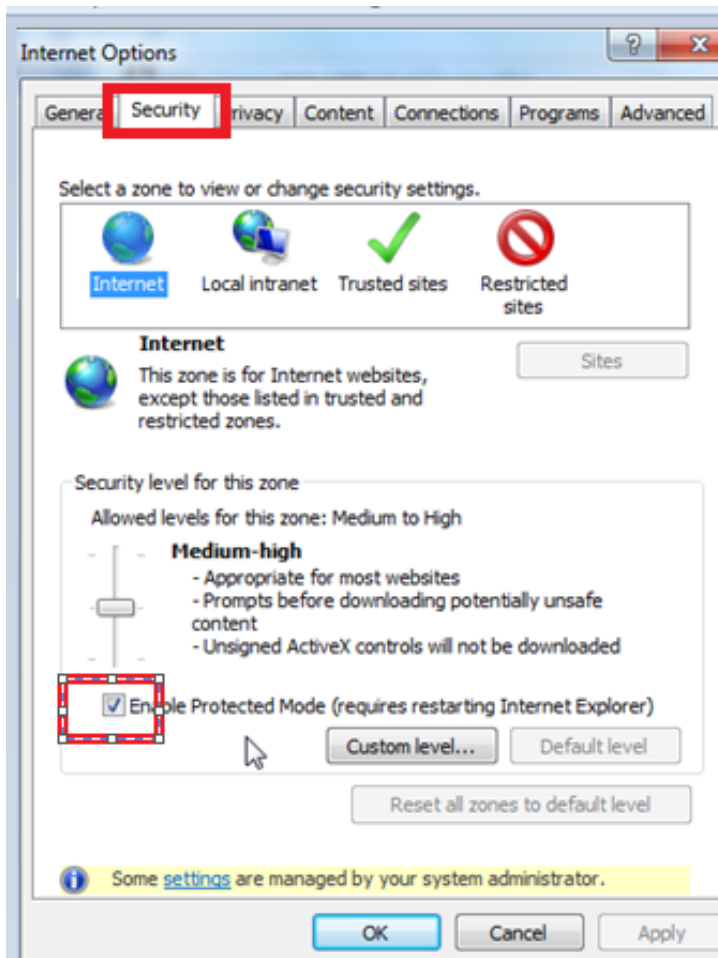 Internet Options
General Security Privacy Content Connections Programs Advanced
Select a zone to view or change security settings.
Internet Local intranet Trusted sites Restricted
sites
Internet
Sites
This zone is for Internet websites,
except those listed in trusted and
restricted zones.
Security level for this zone
Allowed levels for this zone: Medium to High
Medium-high
- Appropriate for most websites
- Prompts before downloading potentially unsafe
content
- Unsigned ActiveX controls will not be downloaded
Enable Protected Mode (requires restarting Internet Explorer)
Custom level... Default level
Reset all zones to default level
Some settings are managed by your system administrator.
OK Cancel Apply